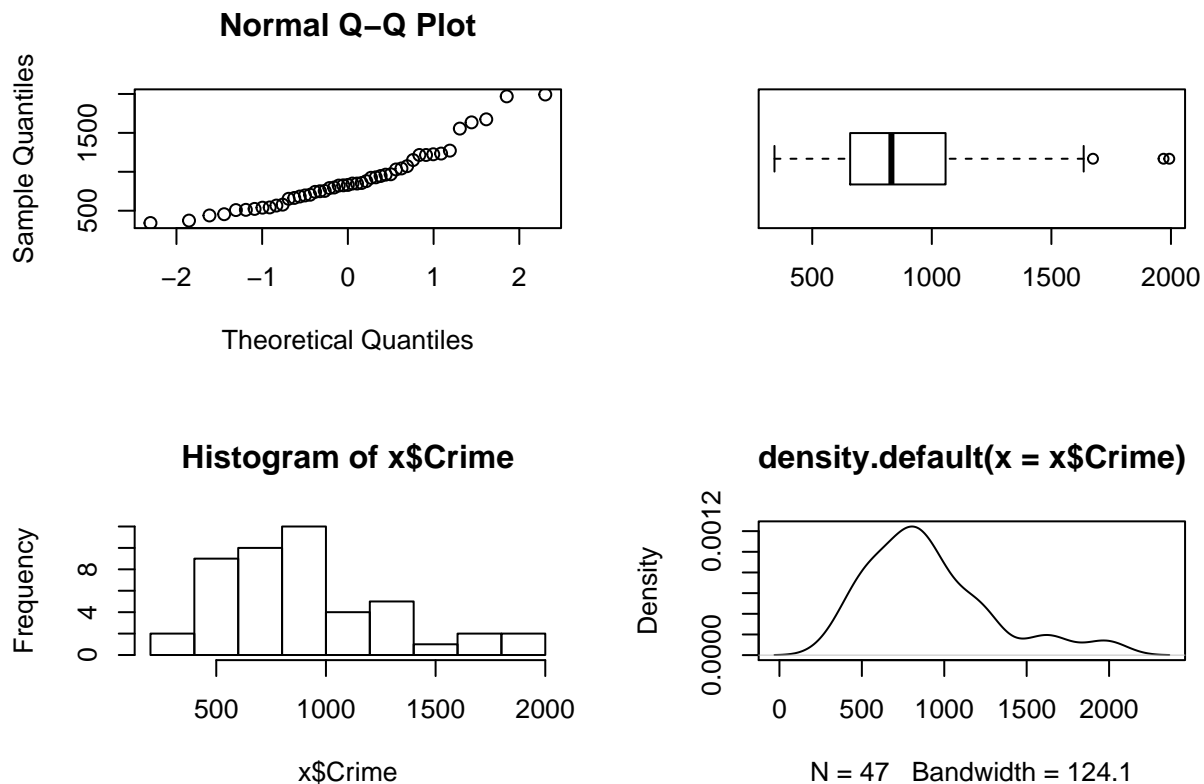 Normal Q−Q Plot
Sample Quantiles
500
1500
−2
−1
0
1
2
Theoretical Quantiles
500
1000
1500
2000
Histogram of x$Crime
Frequency
0
4
8
500
1000
1500
2000
x$Crime
density.default(x = x$Crime)
Density
0.0000
0.0012
0
500
1000
1500
2000
N = 47 Bandwidth = 124.1